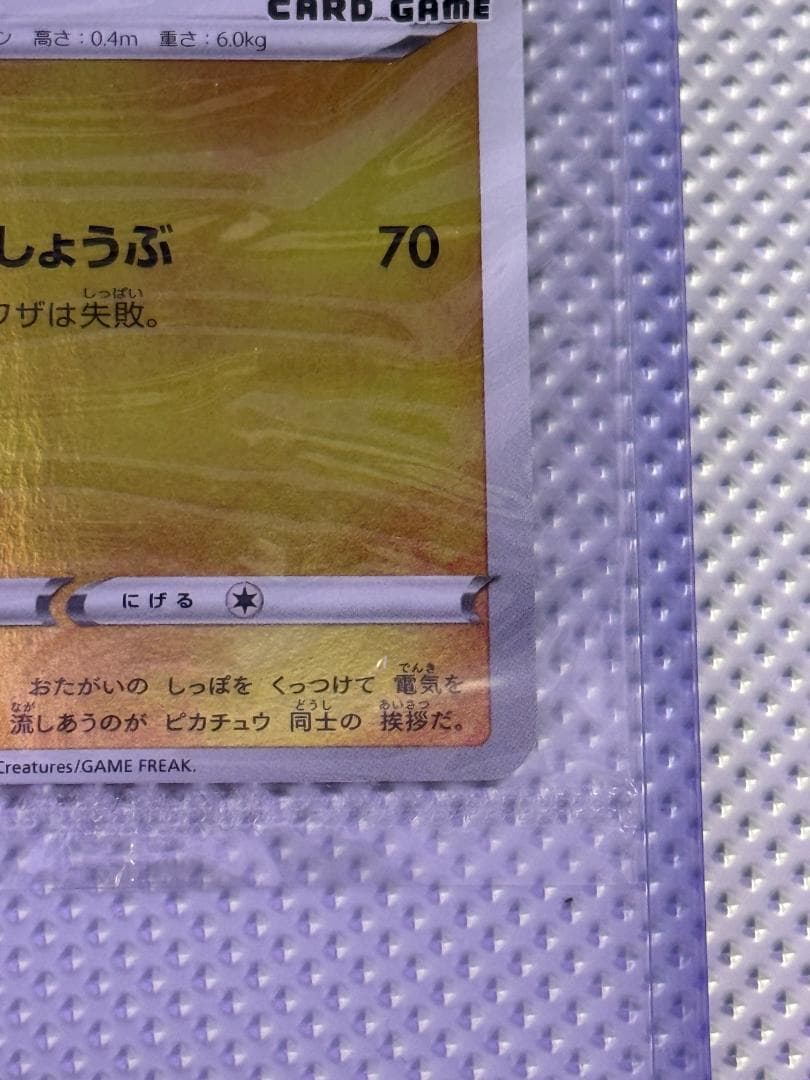 CARD GAME
ン 高さ:0.4m 重さ:6.0kg
しょうぶ 70
しっぱい
ワザは失敗。
にげる
でんき
おたがいの しっぽを くっつけて 電気を
なが どうし あいさつ
流しあうのが ピカチュウ 同士の 挨拶だ。
Creatures/GAME FREAK.